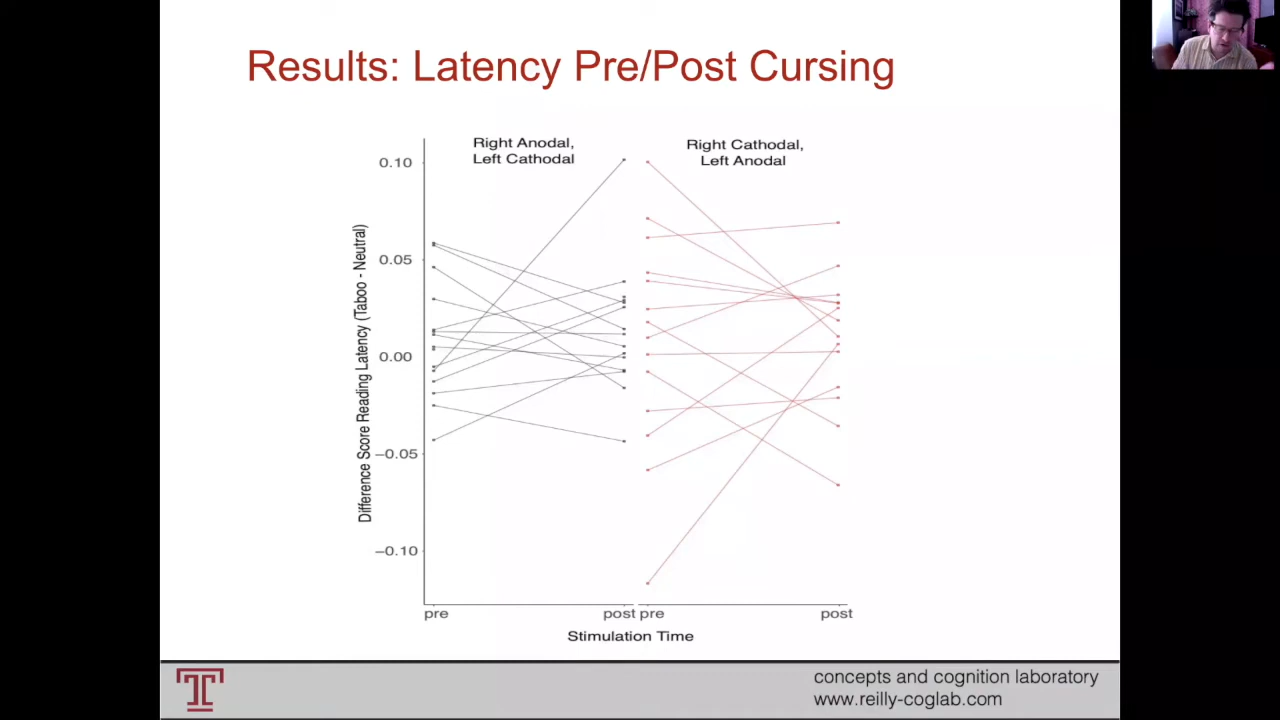 Results: Latency Pre/Post Cursing
Right Anodal,
Left Cathodal
Right Cathodal,
Left Anodal
Difference Score Reading Latency (Taboo - Neutral)
0.10
0.05
0.00
−0.05
−0.10
pre
post
pre
post
Stimulation Time
T
concepts and cognition laboratory
www.reilly-coglab.com